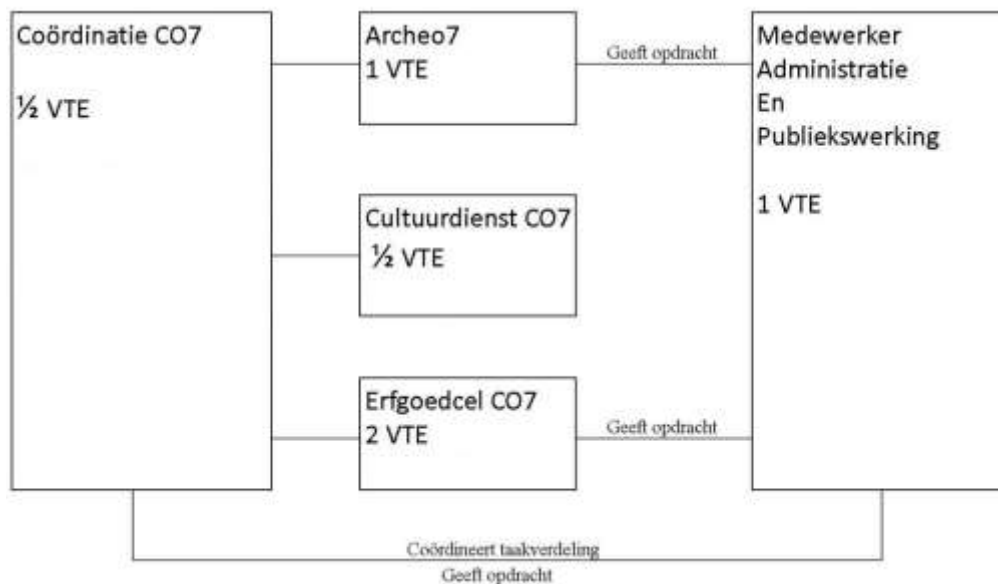 Coördinatie CO7
½ VTE
Archeo7
1 VTE
Geeft opdracht
Medewerker
Administratie
En
Publiekswerking
1 VTE
Cultuurdienst CO7
½ VTE
Erfgoedcel CO7
2 VTE
Geeft opdracht
Coördineert taakverdeling
Geeft opdracht